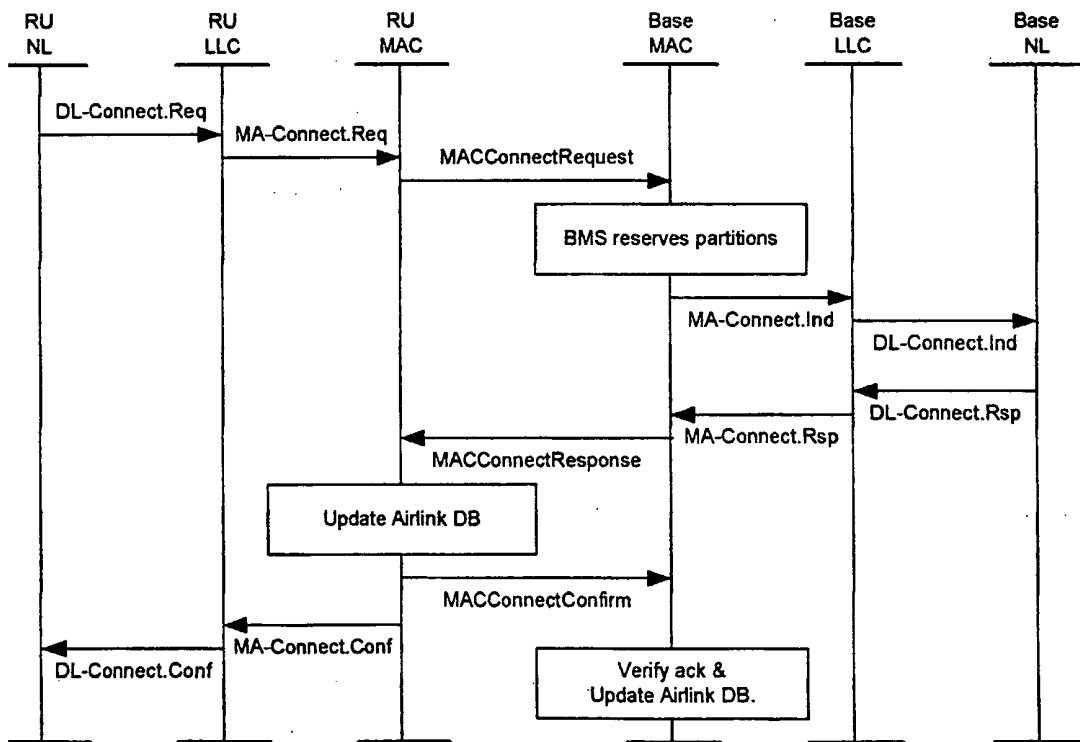 RU
NL
RU
LLC
RU
MAC
Base
MAC
Base
LLC
Base
NL
DL-Connect.Req
MA-Connect.Req
MACConnectRequest
BMS reserves partitions
MA-Connect.Ind
DL-Connect.Ind
DL-Connect.Rsp
MA-Connect.Rsp
MACConnectResponse
Update Airlink DB
MACConnectConfirm
MA-Connect.Conf
DL-Connect.Conf
Verify ack &
Update Airlink DB.